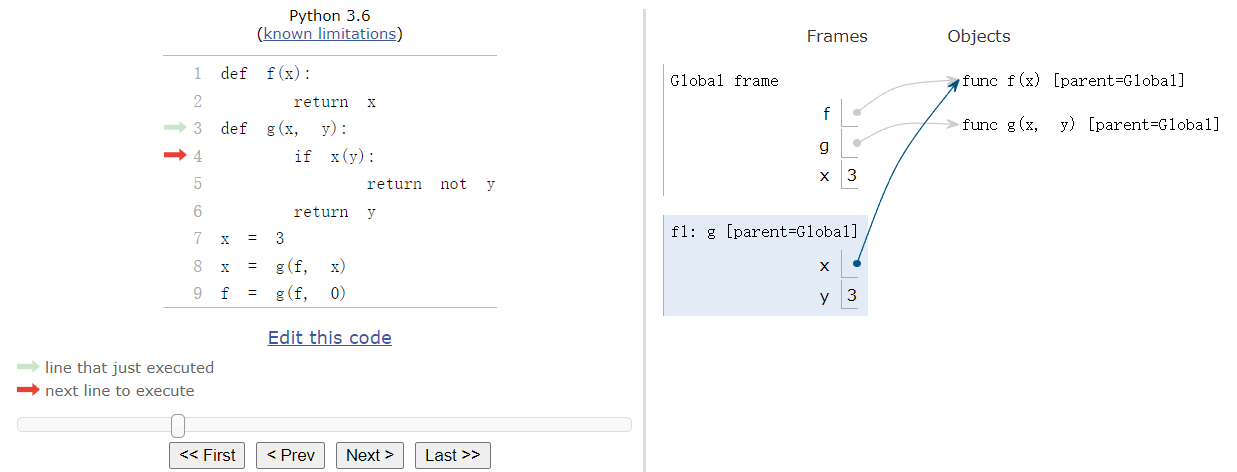 Python 3.6
(known limitations)
1 def f(x):
2 return x
3 def g(x, y):
4 if x(y):
5 return not y
6 return y
7 x = 3
8 x = g(f, x)
9 f = g(f, 0)
Edit this code
line that just executed
next line to execute
<< First < Prev Next > Last >>
Frames Objects
Global frame
f
g
x 3
func f(x) [parent=Global]
func g(x, y) [parent=Global]
f1: g [parent=Global]
x
y 3